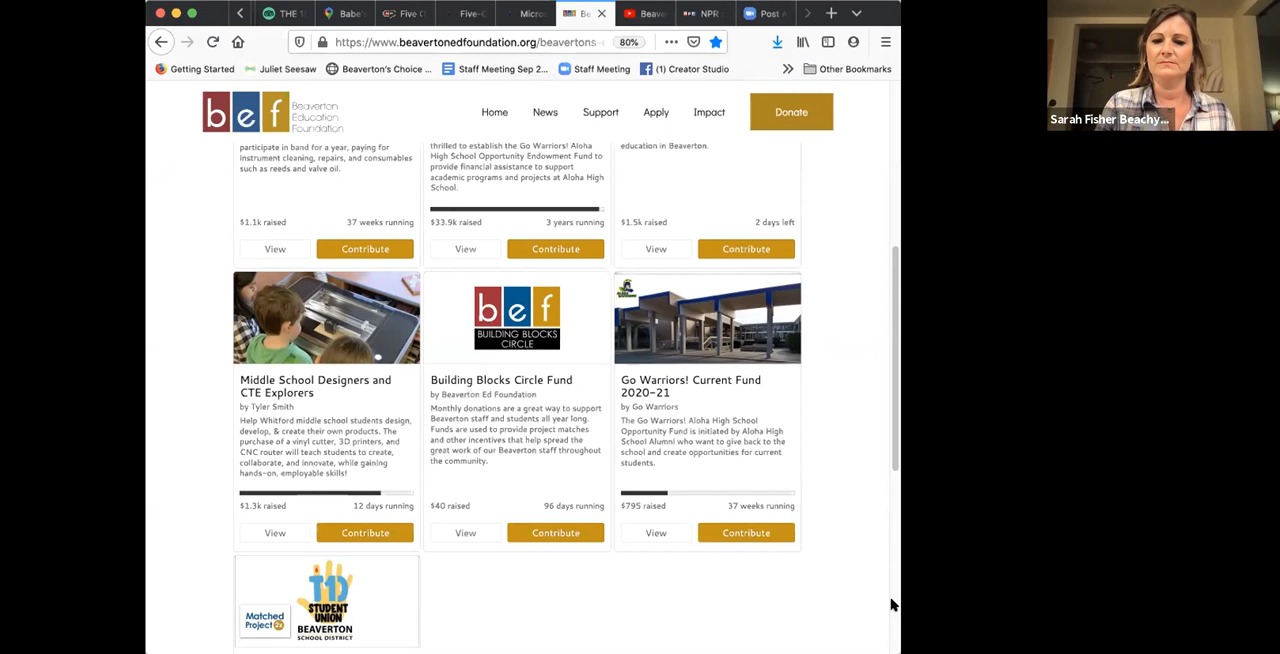 THE 1
Babe's
Five C
Five-C
Micros
Be
Beaver
NPR
Post A
https://www.beavertonedfoundation.org/beavertons-
80%
Getting Started
Juliet Seesaw
Beaverton's Choice ...
Staff Meeting Sep 2...
Staff Meeting
(1) Creator Studio
Other Bookmarks
bef
Beaverton
Education
Foundation
Home
News
Support
Apply
Impact
Donate
participate in band for a year, paying for
instrument cleaning, repairs, and consumables
such as reeds and valve oil.
$1.1k raised
37 weeks running
View
Contribute
thrilled to establish the Go Warriors! Aloha
High School Opportunity Endowment Fund to
provide financial assistance to support
academic programs and projects at Aloha High
School.
$33.9k raised
3 years running
View
Contribute
education in Beaverton.
$1.5k raised
2 days left
View
Contribute
Middle School Designers and
CTE Explorers
by Tyler Smith
Help Whitford middle school students design,
develop, & create their own products. The
purchase of a vinyl cutter, 3D printers, and
CNC router will teach students to create,
collaborate, and innovate, while gaining
hands-on, employable skills!
$1.3k raised
12 days running
View
Contribute
bef
BUILDING BLOCKS
CIRCLE
Building Blocks Circle Fund
by Beaverton Ed Foundation
Monthly donations are a great way to support
Beaverton staff and students all year long.
Funds are used to provide project matches
and other incentives that help spread the
great work of our Beaverton staff throughout
the community.
$40 raised
96 days running
View
Contribute
Go Warriors! Current Fund
2020-21
by Go Warriors
The Go Warriors! Aloha High School
Opportunity Fund is initiated by Aloha High
School Alumni who want to give back to the
school and create opportunities for current
students.
$795 raised
37 weeks running
View
Contribute
Matched
Project 2x
STUDENT
UNION
BEAVERTON
SCHOOL DISTRICT
Sarah Fisher Beachy...